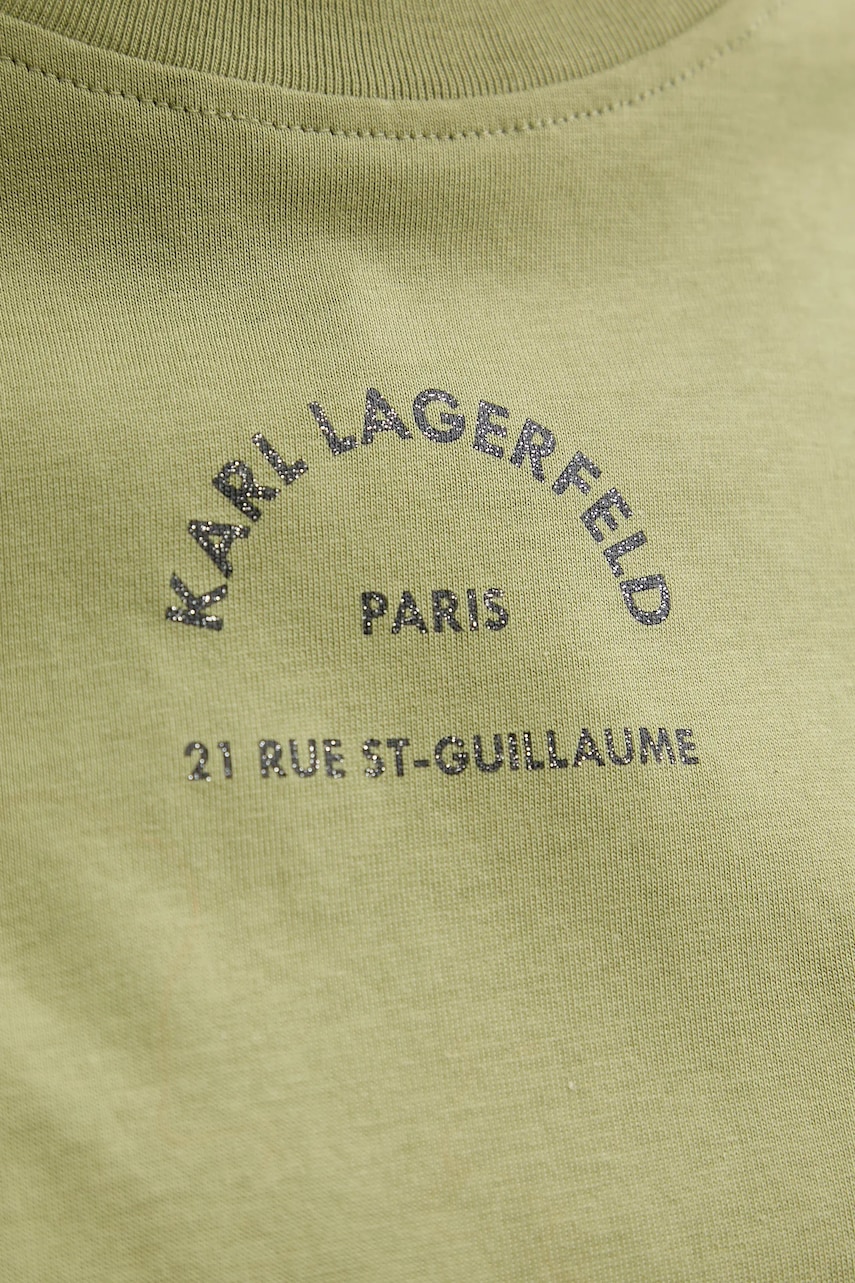 KARL LAGERFELD
PARIS
21 RUE ST-GUILLAUME